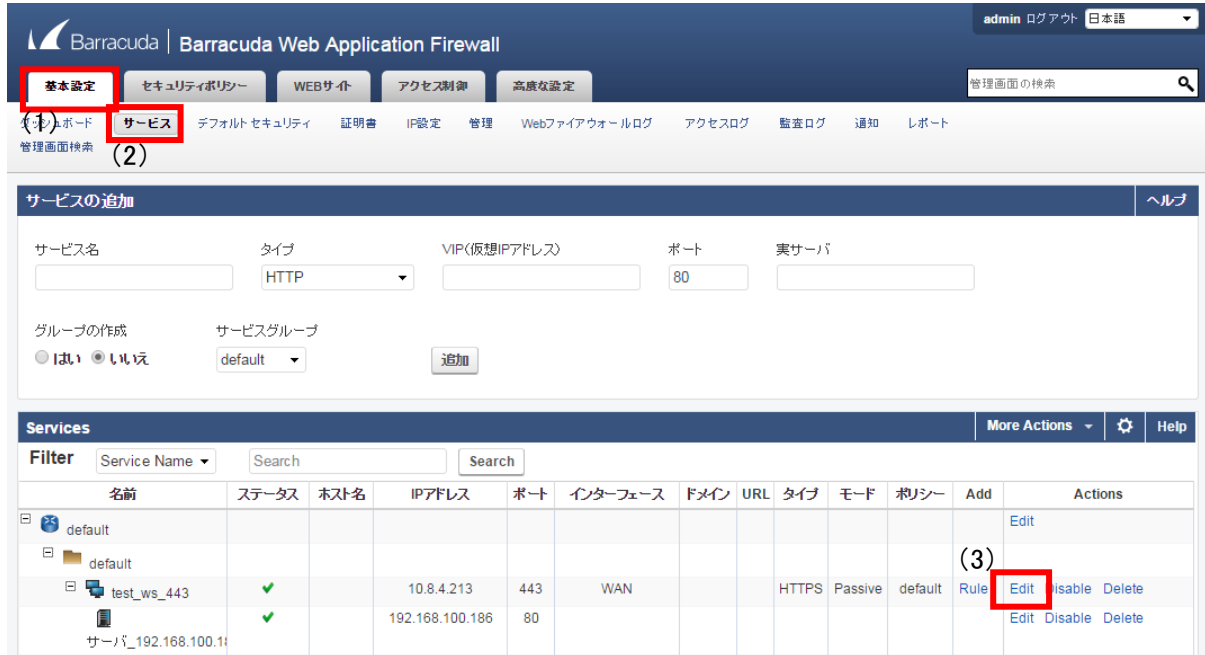 admin ログアウト 日本語
Barracuda | Barracuda Web Application Firewall
基本設定 セキュリティポリシー WEBサイト アクセス制御 高度な設定 管理画面の検索
(1) ボード サービス デフォルトセキュリティ 証明書 IP設定 管理 Webファイアウォールログ アクセスログ 監査ログ 通知 レポート
管理画面検索 (2)
サービスの追加 ヘルプ
サービス名 タイプ VIP(仮想IPアドレス) ポート 実サーバ
HTTP 80
グループの作成 サービスグループ
はい いいえ default 追加
Services More Actions Help
Filter Service Name Search Search
名前 ステータス ホスト名 IPアドレス ポート インターフェース ドメイン URL タイプ モード ポリシー Add Actions
default Edit
default (3)
test_ws_443 10.8.4.213 443 WAN HTTPS Passive default Rule Edit Disable Delete
192.168.100.186 80 Edit Disable Delete
サーバ_192.168.100.18